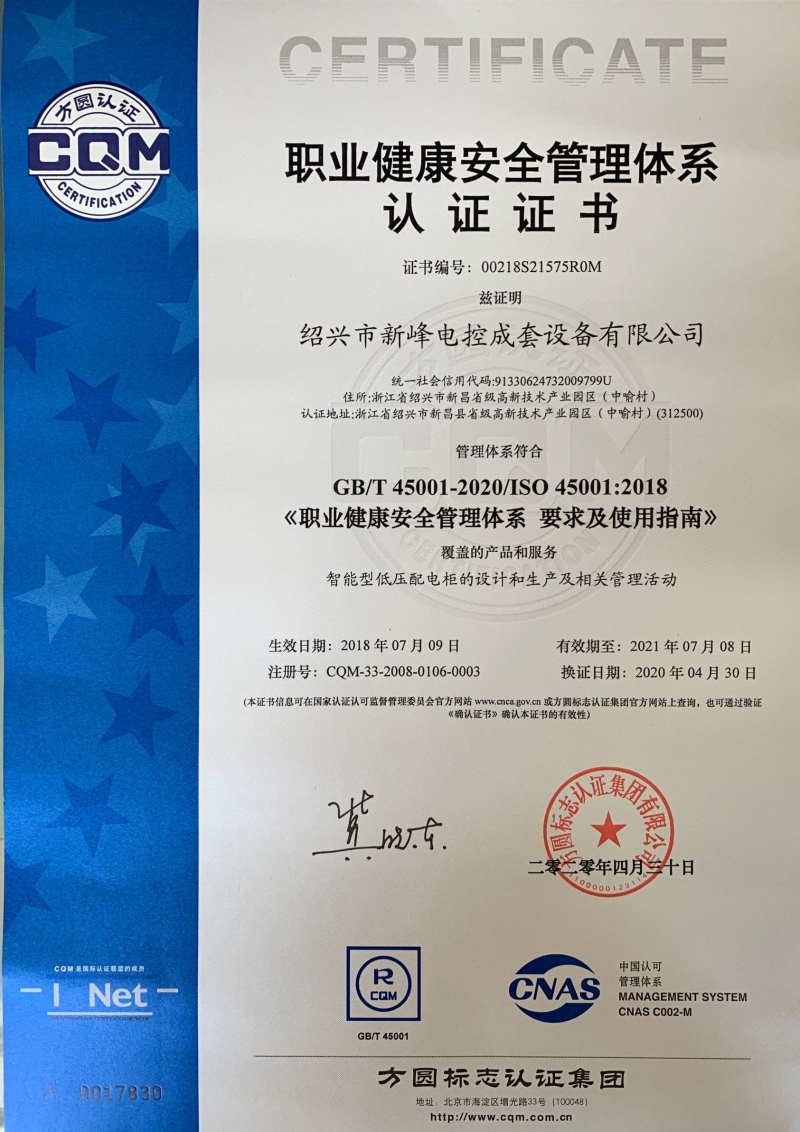 CERTIFICATE
方圆认证
CQM
CERTIFICATION
职业健康安全管理体系
认证证书
证书编号：00218S21575R0M
兹证明
绍兴市新峰电控成套设备有限公司
统一社会信用代码:91330624732009799U
住所:浙江省绍兴市新昌省级高新技术产业园区（中喻村）
认证地址:浙江省绍兴市新昌县省级高新技术产业园区（中喻村）(312500)
管理体系符合
GB/T 45001-2020/ISO 45001:2018
《职业健康安全管理体系 要求及使用指南》
覆盖的产品和服务
智能型低压配电柜的设计和生产及相关管理活动
生效日期：2018 年 07 月 09 日
有效期至：2021 年 07 月 08 日
注册号：CQM-33-2008-0106-0003
换证日期：2020 年 04 月 30 日
(本证书信息可在国家认证认可监督管理委员会官方网站 www.cnca.gov.cn 或方圆标志认证集团官方网站上查询，也可通过验证
《确认证书》确认本证书的有效性)
方圆标志认证集团有限公司
二零二零年四月三十日
CQM 是国际认证联盟的成员
I Net
R
CQM
GB/T 45001
CNAS
中国认可
管理体系
MANAGEMENT SYSTEM
CNAS C002-M
A 0017830
方圆标志认证集团
地址：北京市海淀区增光路33号（100048）
http://www.cqm.com.cn